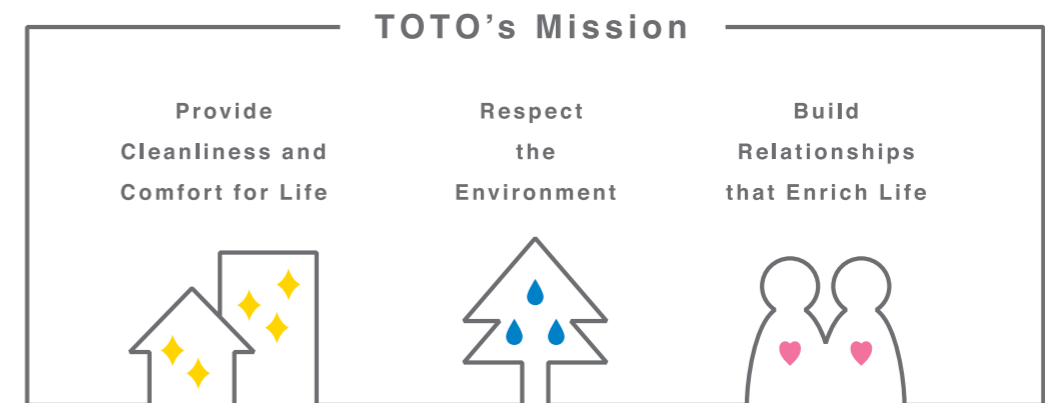 TOTO's Mission
Provide
Cleanliness and
Comfort for Life
Respect
the
Environment
Build
Relationships
that Enrich Life